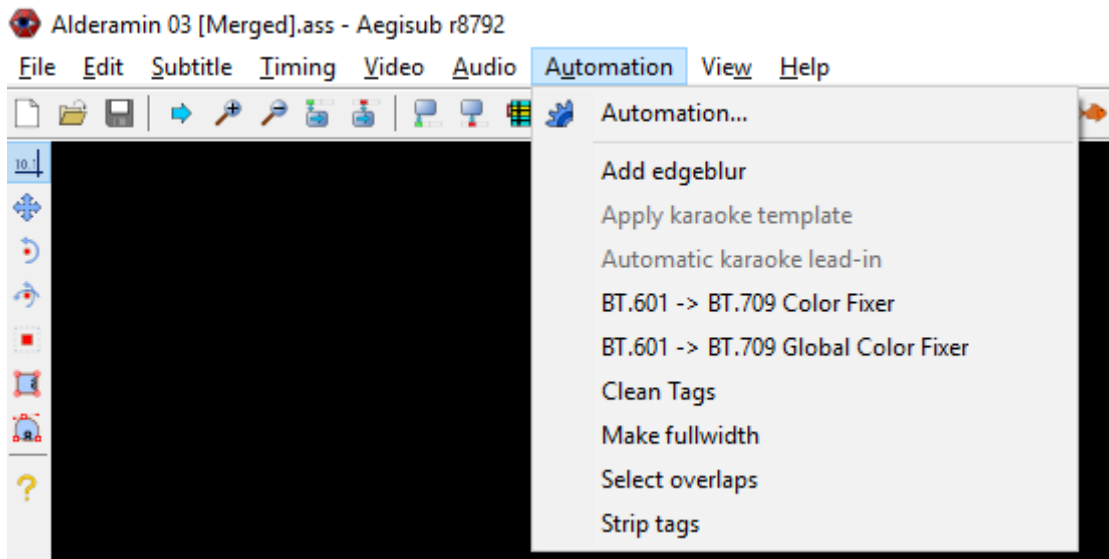 Alderamin 03 [Merged].ass - Aegisub r8792
File Edit Subtitle Timing Video Audio Automation View Help
Automation...
10.1
Add edgeblur
Apply karaoke template
Automatic karaoke lead-in
BT.601 -> BT.709 Color Fixer
BT.601 -> BT.709 Global Color Fixer
Clean Tags
Make fullwidth
Select overlaps
Strip tags